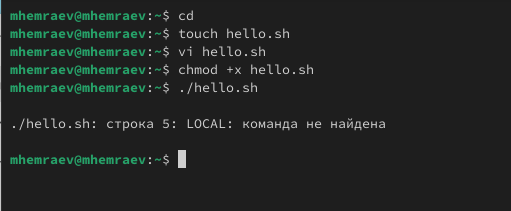 mhemraev@mhemraev:~$ cd
mhemraev@mhemraev:~$ touch hello.sh
mhemraev@mhemraev:~$ vi hello.sh
mhemraev@mhemraev:~$ chmod +x hello.sh
mhemraev@mhemraev:~$ ./hello.sh
./hello.sh: строка 5: LOCAL: команда не найдена
mhemraev@mhemraev:~$